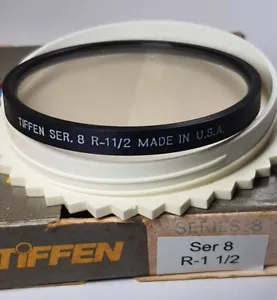 TIFFEN SER. 8 R-11/2 MADE IN U.S.A.
SERIES 8
Ser 8
R-1 1/2
TIFFEN